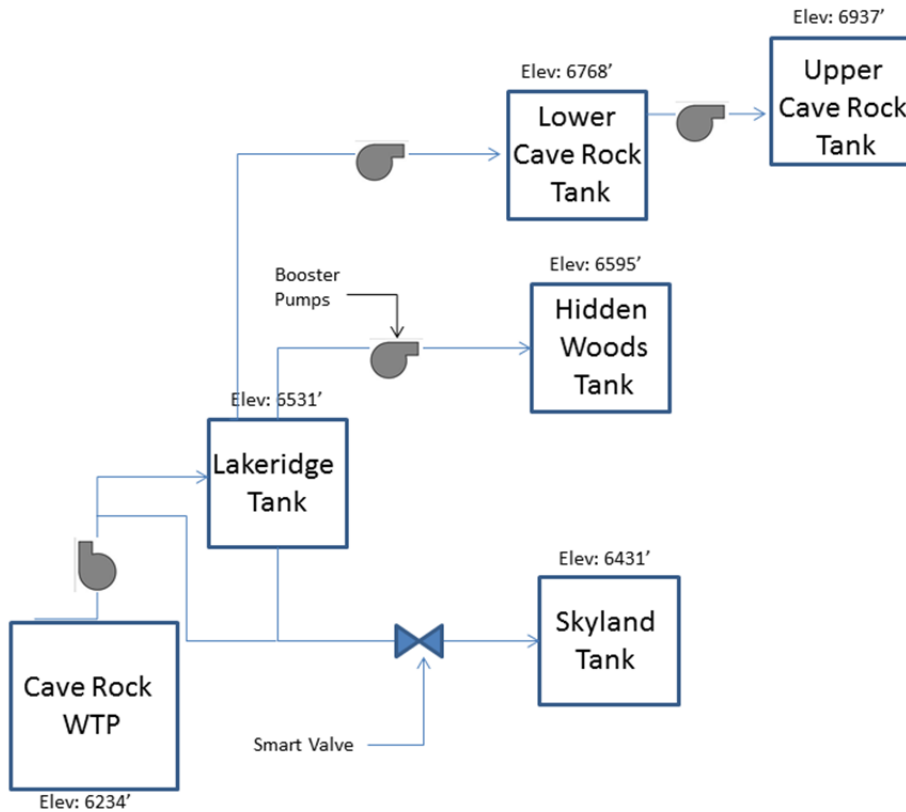 Elev: 6937’
Upper
Cave Rock
Tank
Elev: 6768’
Lower
Cave Rock
Tank
Elev: 6595’
Hidden
Woods
Tank
Booster
Pumps
Elev: 6531’
Lakeridge
Tank
Elev: 6431’
Skyland
Tank
Cave Rock
WTP
Smart Valve
Elev: 6234’